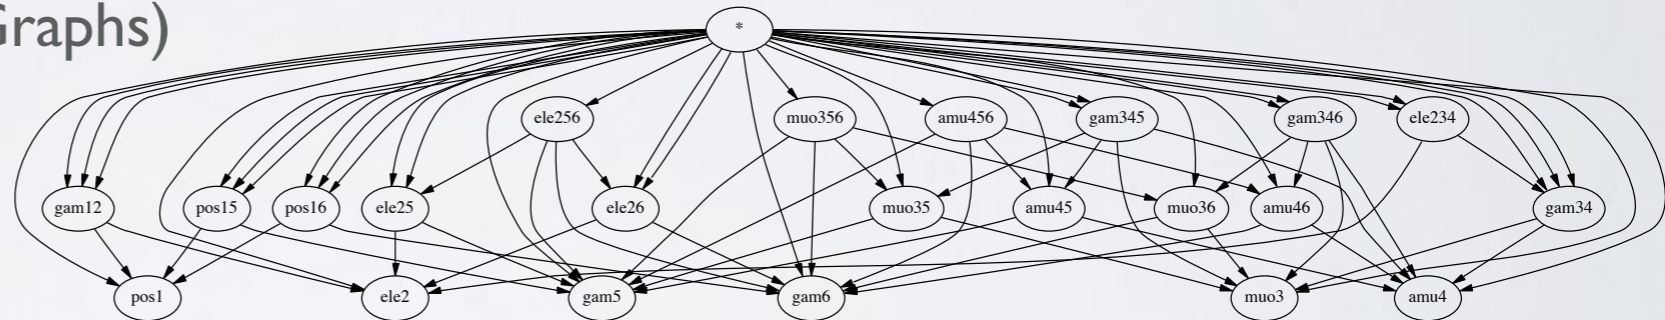 Graphs)
*
ele256 muo356 amu456 gam345 gam346 ele234
gam12 pos15 pos16 ele25 ele26 muo35 amu45 muo36 amu46 gam34
pos1 ele2 gam5 gam6 muo3 amu4